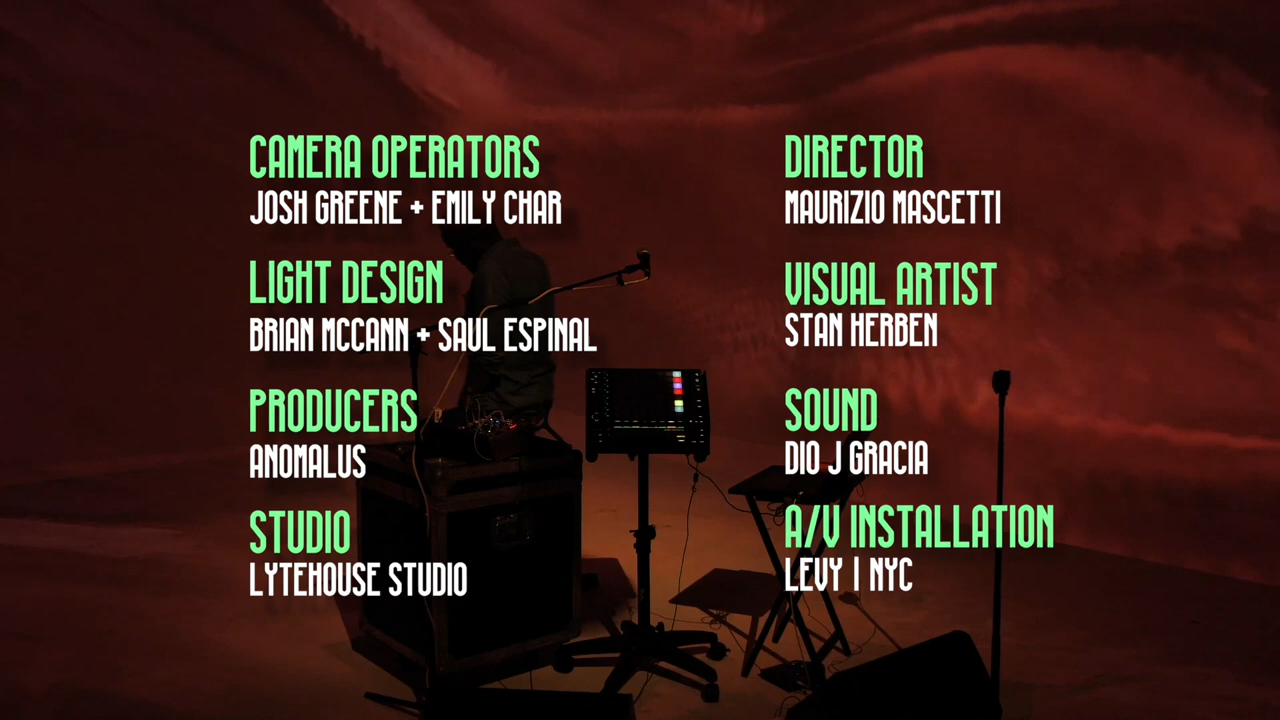 CAMERA OPERATORS
JOSH GREENE + EMILY CHAR
LIGHT DESIGN
BRIAN MCCANN + SAUL ESPINAL
PRODUCERS
ANOMALUS
STUDIO
LYTEHOUSE STUDIO
DIRECTOR
MAURIZIO MASCETTI
VISUAL ARTIST
STAN HERBEN
SOUND
DIO J GRACIA
A/V INSTALLATION
LEVY | NYC